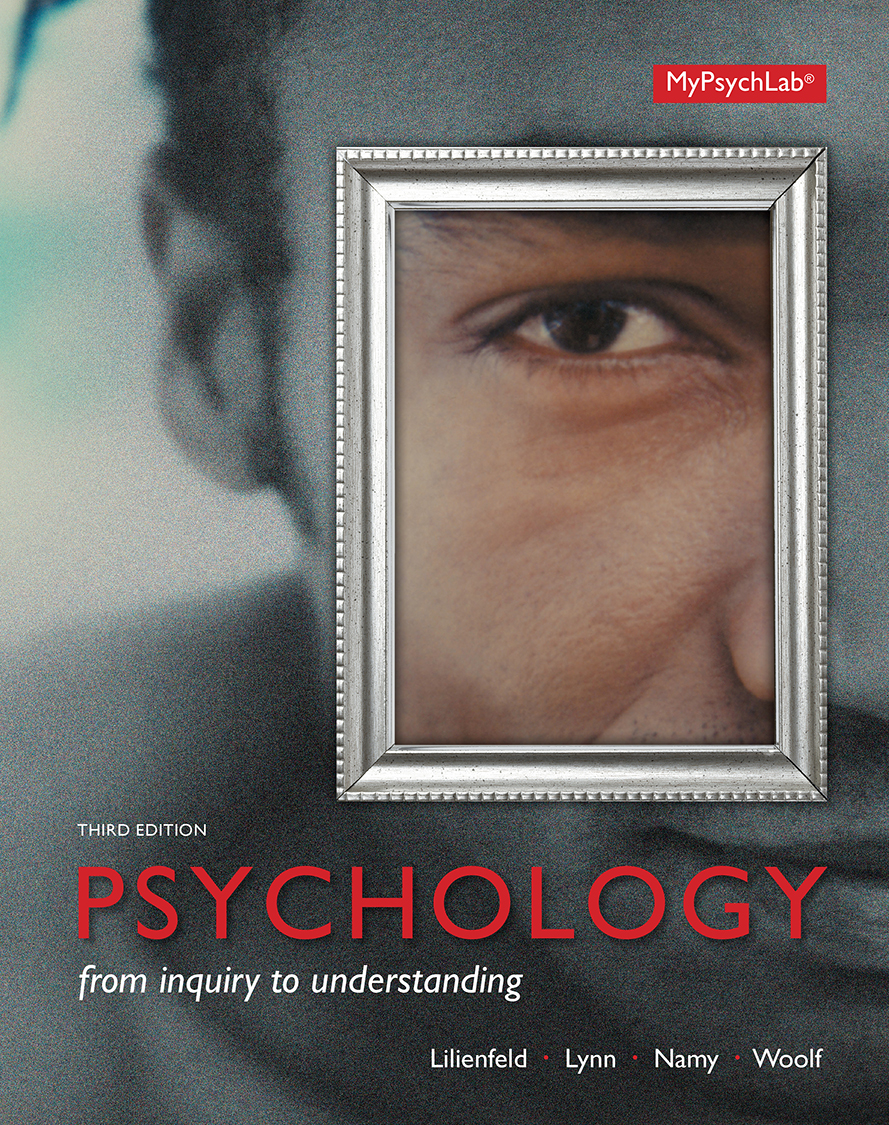 MyPsychLab®
THIRD EDITION
PSYCHOLOGY
from inquiry to understanding
Lilienfeld • Lynn • Namy • Woolf